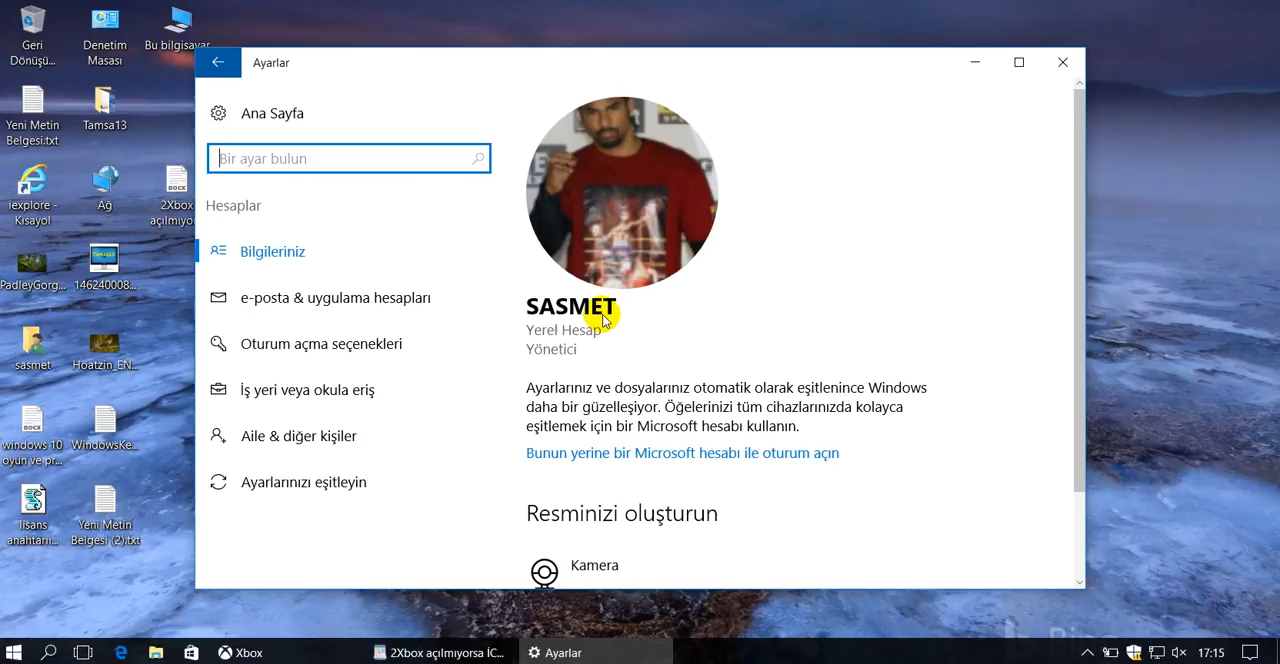 Geri
Dönüşü...
Denetim
Masası
Bu bilgisayar
Yeni Metin
Belgesi.txt
Tamsa13
iexplore -
Kısayol
Ağ
2Xbox
açılmıyo
PadleyGorg...
146240008...
sasmet
Hoatzin_EN...
windows 10
oyun ve pr...
WindowsKe...
lisans
anahtarıı...
Yeni Metin
Belgesi (2).txt
Ayarlar
Ana Sayfa
Bir ayar bulun
Hesaplar
Bilgileriniz
e-posta & uygulama hesapları
Oturum açma seçenekleri
İş yeri veya okula eriş
Aile & diğer kişiler
Ayarlarınızı eşitleyin
SASMET
Yerel Hesap
Yönetici
Ayarlarınız ve dosyalarınız otomatik olarak eşitlenince Windows
daha bir güzelleşiyor. Öğelerinizi tüm cihazlarınızda kolayca
eşitlemek için bir Microsoft hesabı kullanın.
Bunun yerine bir Microsoft hesabı ile oturum açın
Resminizi oluşturun
Kamera
Xbox
2Xbox açılmıyorsa İC...
Ayarlar
17:15